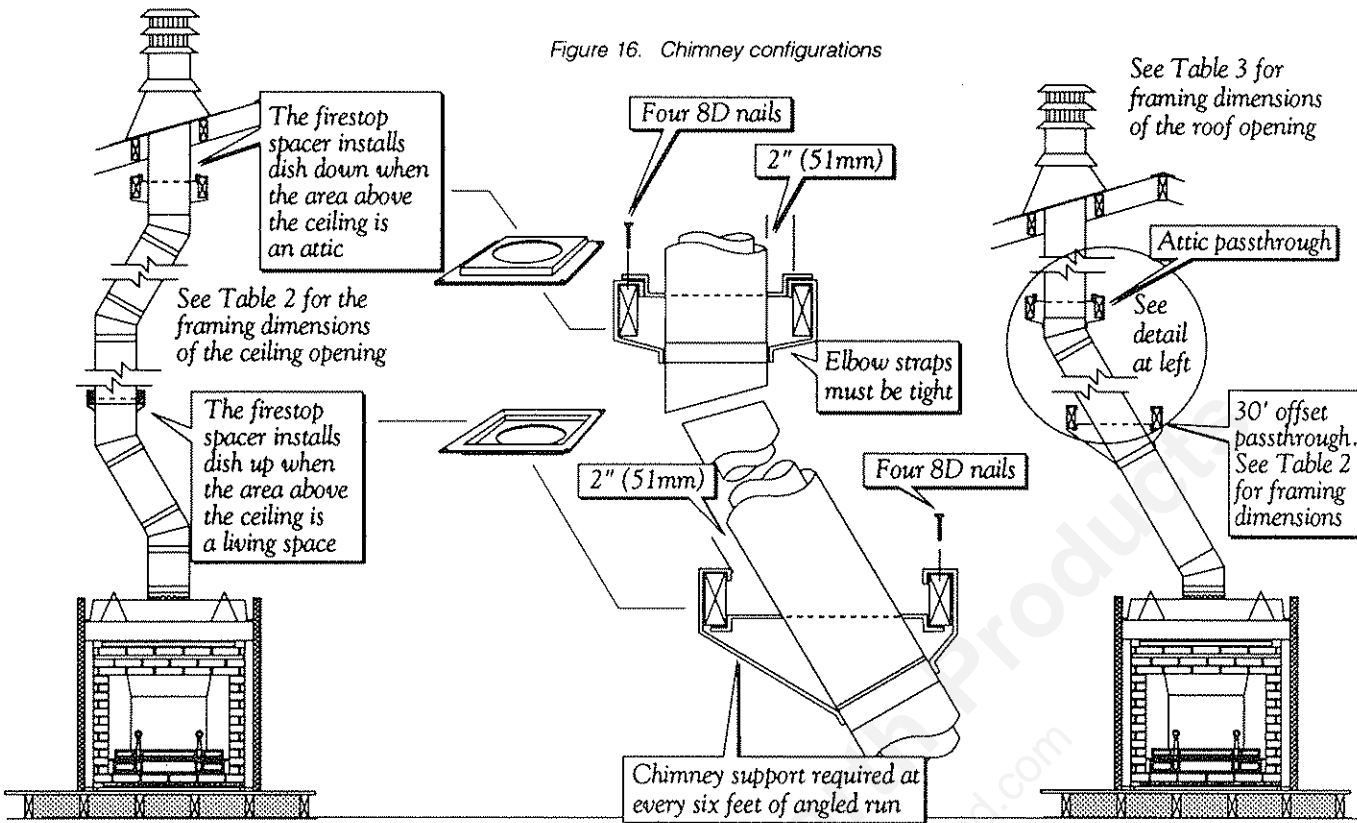 Figure 16. Chimney configurations
The firestop
spacer installs
dish down when
the area above
the ceiling is
an attic
See Table 2 for the
framing dimensions
of the ceiling opening
The firestop
spacer installs
dish up when
the area above
the ceiling is
a living space
Four 8D nails
2" (51mm)
Elbow straps
must be tight
2" (51mm)
Four 8D nails
Chimney support required at
every six feet of angled run
See Table 3 for
framing dimensions
of the roof opening
Attic passthrough
See
detail
at left
30' offset
passthrough.
See Table 2
for framing
dimensions
Products